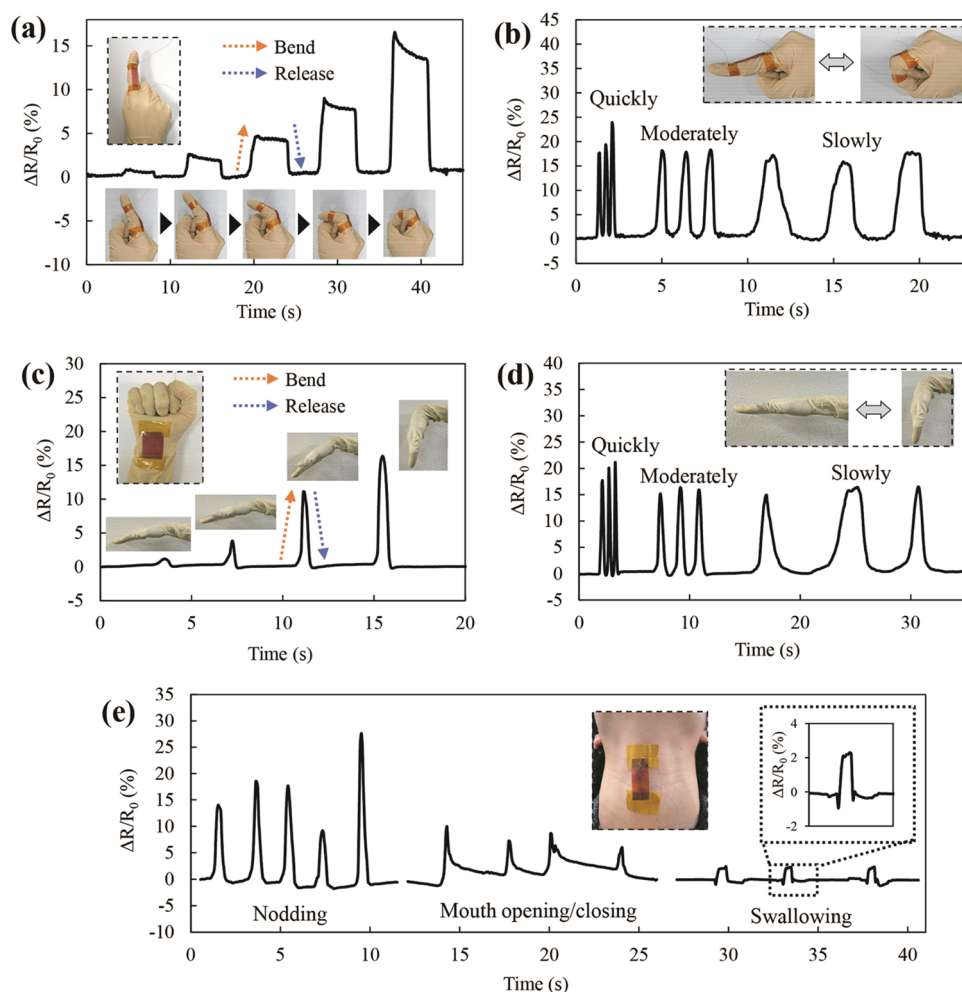 (a)
ΔR/R0 (%)
15
10
5
0
-5
-10
Bend
Release
0 10 20 30 40
Time (s)
(b)
ΔR/R0 (%)
45
40
35
30
25
20
15
10
5
0
-5
Quickly
Moderately
Slowly
0 5 10 15 20
Time (s)
(c)
ΔR/R0 (%)
30
25
20
15
10
5
0
-5
Bend
Release
0 5 10 15 20
Time (s)
(d)
ΔR/R0 (%)
40
35
30
25
20
15
10
5
0
-5
Quickly
Moderately
Slowly
0 10 20 30
Time (s)
(e)
ΔR/R0 (%)
35
30
25
20
15
10
5
0
-5
-10
Nodding
Mouth opening/closing
Swallowing
ΔR/R0 (%)
4
2
0
-2
0 5 10 15 20 25 30 35 40
Time (s)